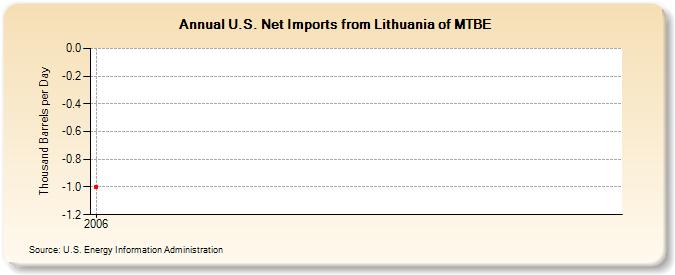 Annual U.S. Net Imports from Lithuania of MTBE
Thousand Barrels per Day
0.0
-0.2
-0.4
-0.6
-0.8
-1.0
-1.2
2006
Source: U.S. Energy Information Administration